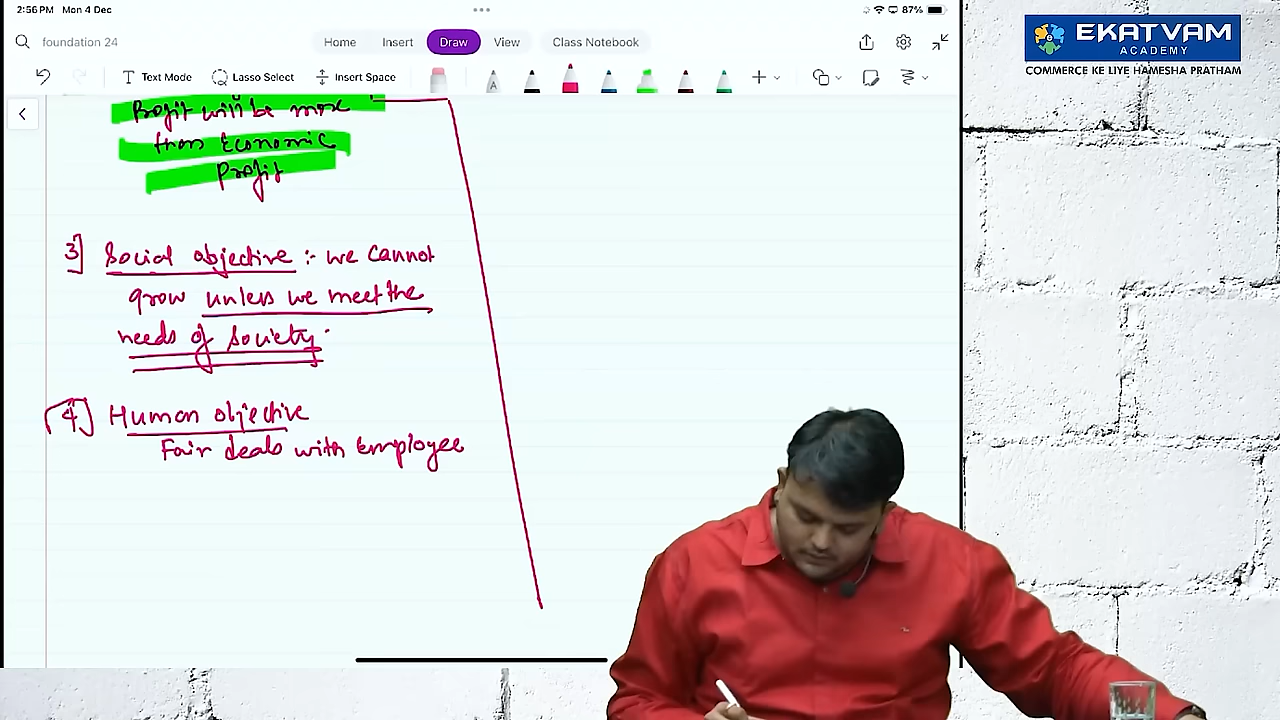 2:56 PM Mon 4 Dec
87%
foundation 24
Home Insert Draw View Class Notebook
Text Mode Lasso Select Insert Space
EKATVAM
ACADEMY
COMMERCE KE LIYE HAMESHA PRATHAM
Profit will be more
than Economic
Profit
3] Social objective :- we cannot
grow unless we meet the
needs of society.
4] Human objective
Fair deals with Employee